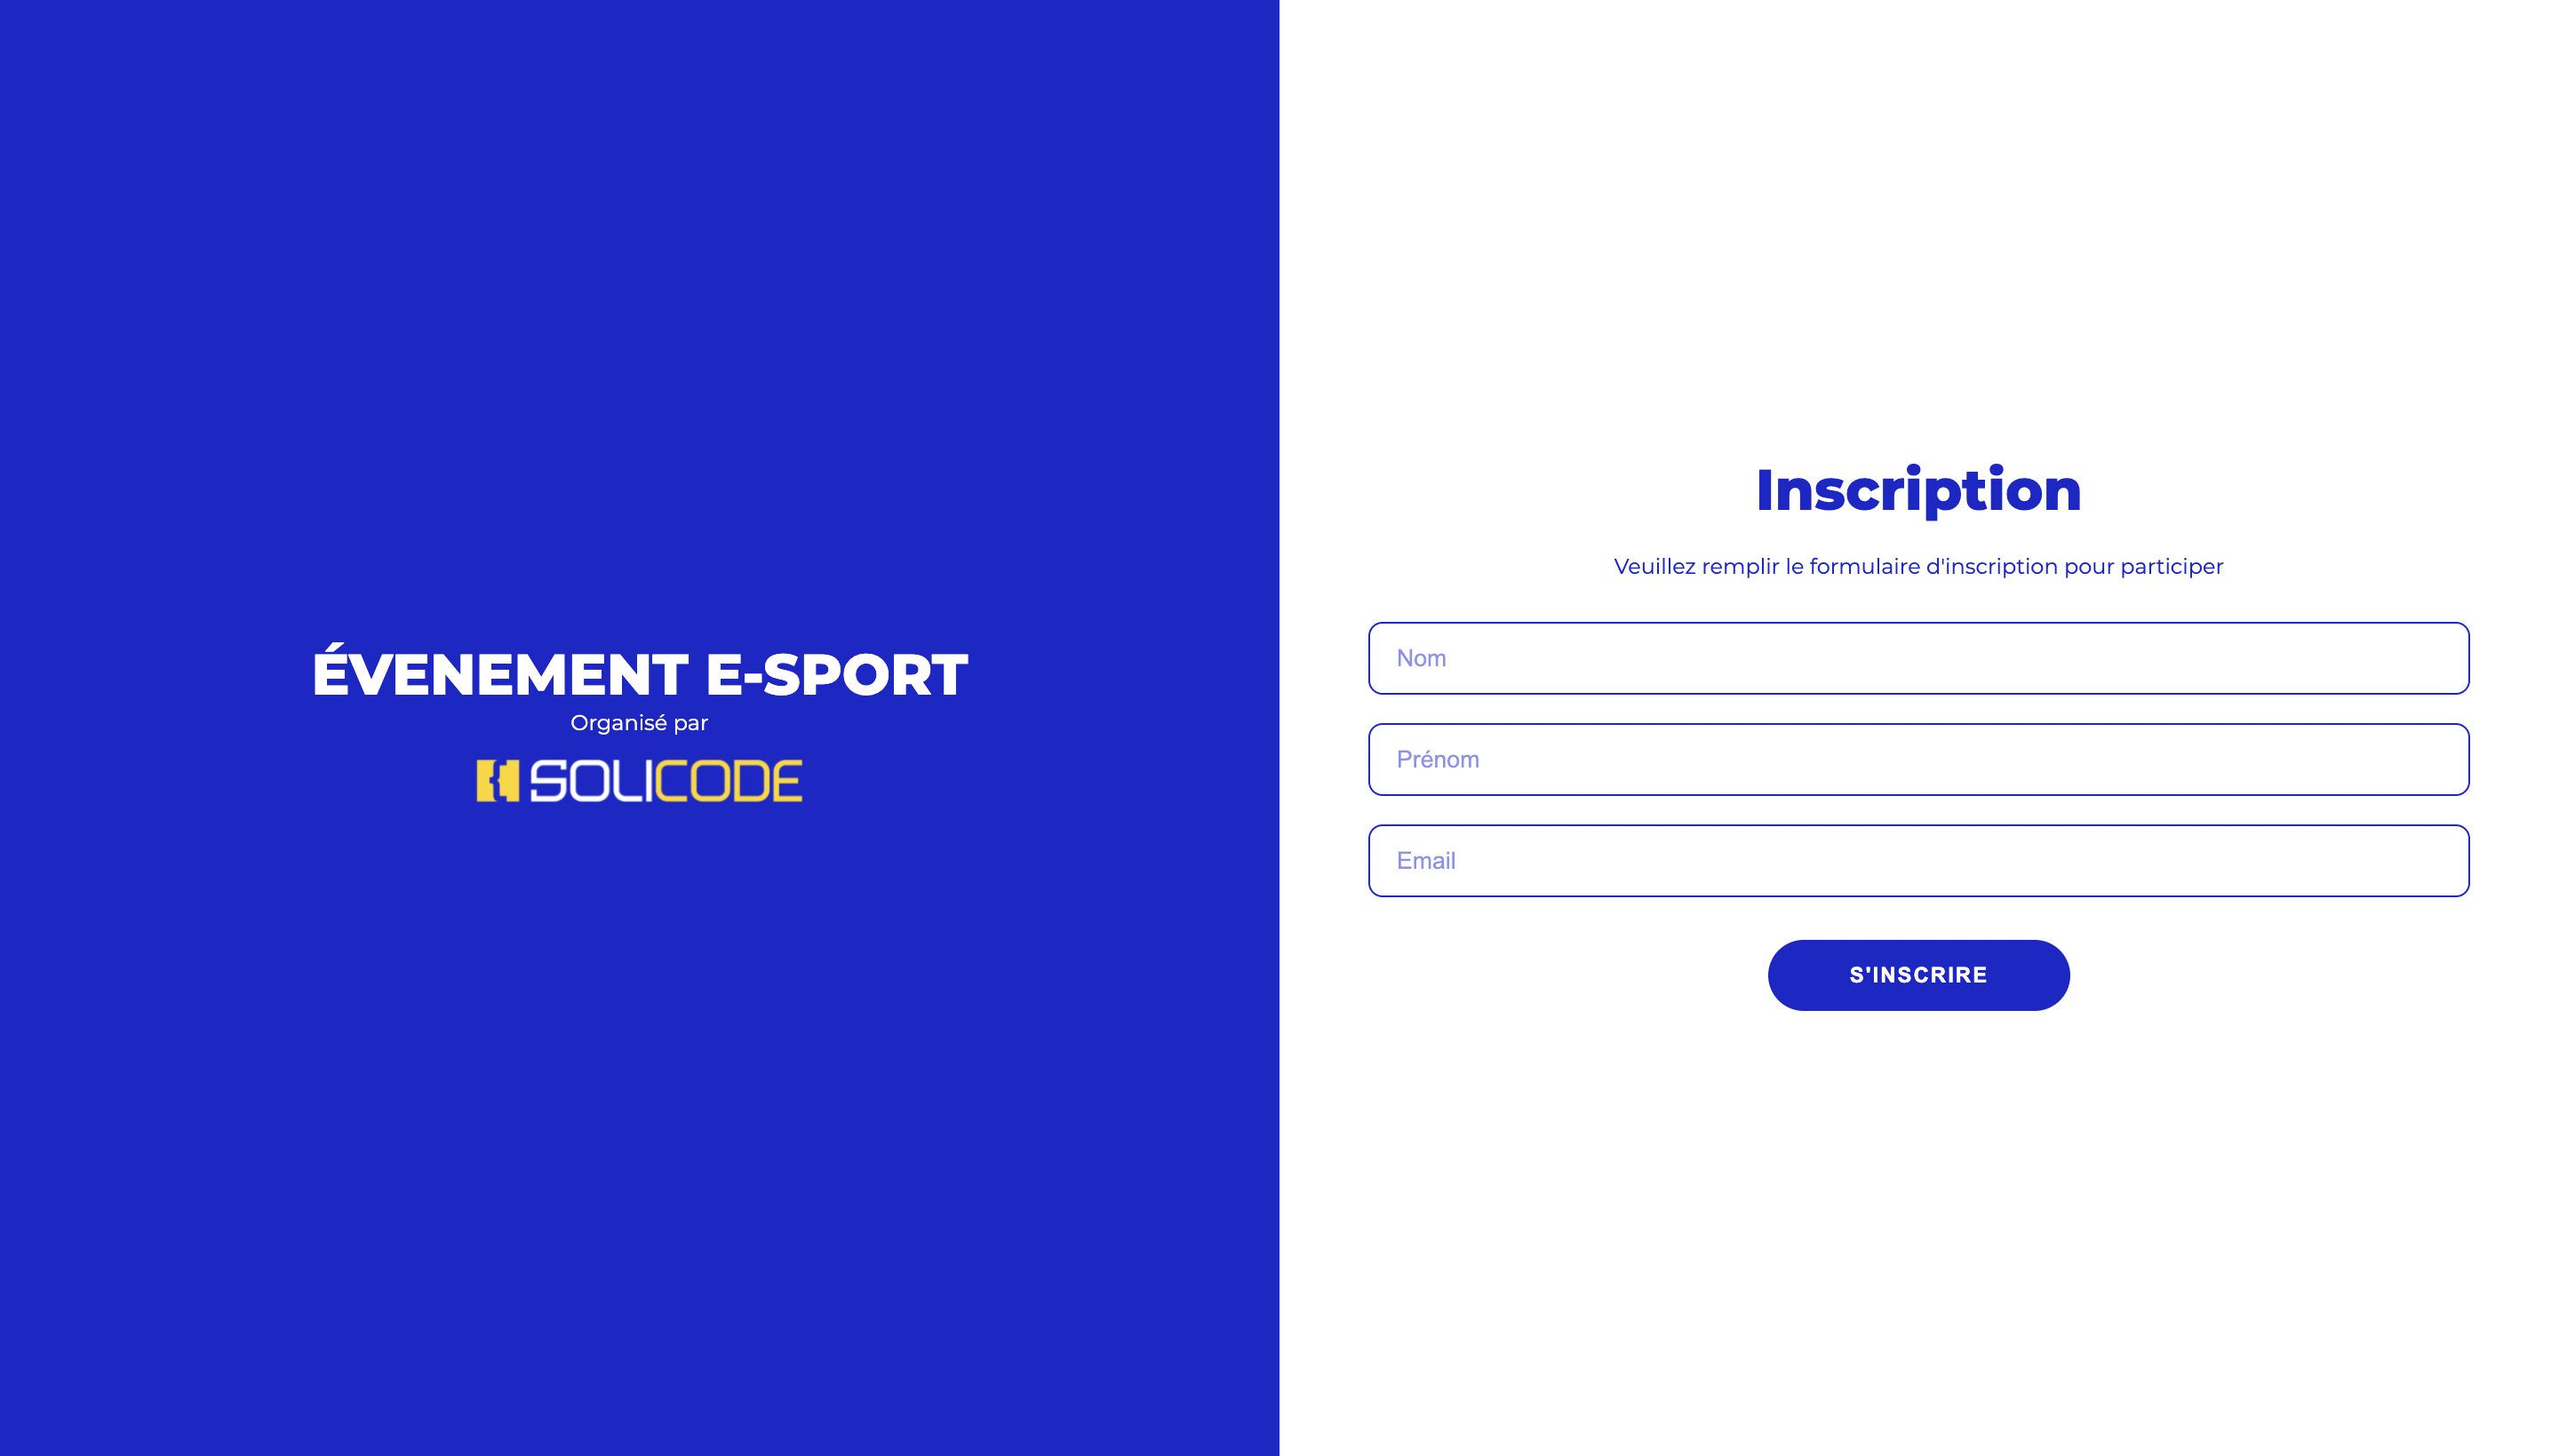 ÉVENEMENT E-SPORT
Organisé par
SOLICODE
Inscription
Veuillez remplir le formulaire d'inscription pour participer
Nom
Prénom
Email
S'INSCRIRE